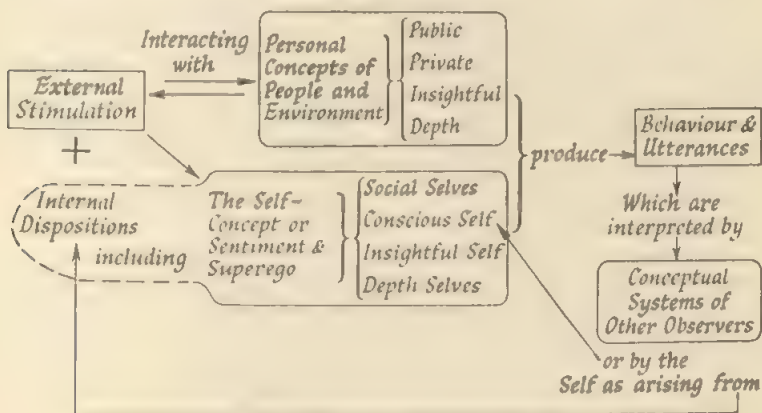 Interacting
with
External
Stimulation
+
Personal
Concepts of
People and
Environment
Public
Private
Insightful
Depth
Internal
Dispositions
including
The Self-
Concept or
Sentiment &
Superego
Social Selves
Conscious Self
Insightful Self
Depth Selves
produce
Behaviour &
Utterances
Which are
interpreted by
Conceptual
Systems of
Other Observers
or by the
Self as arising from